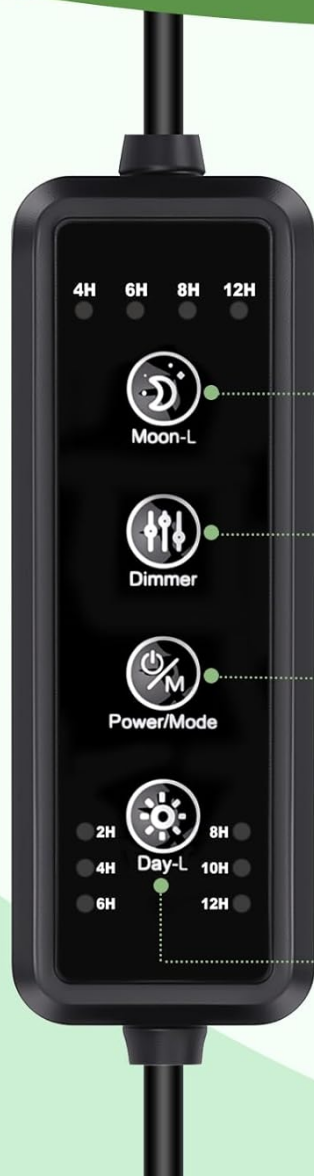 4H 6H 8H 12H
Moon-L
Dimmer
M
Power/Mode
2H 8H
4H Day-L 10H
6H 12H